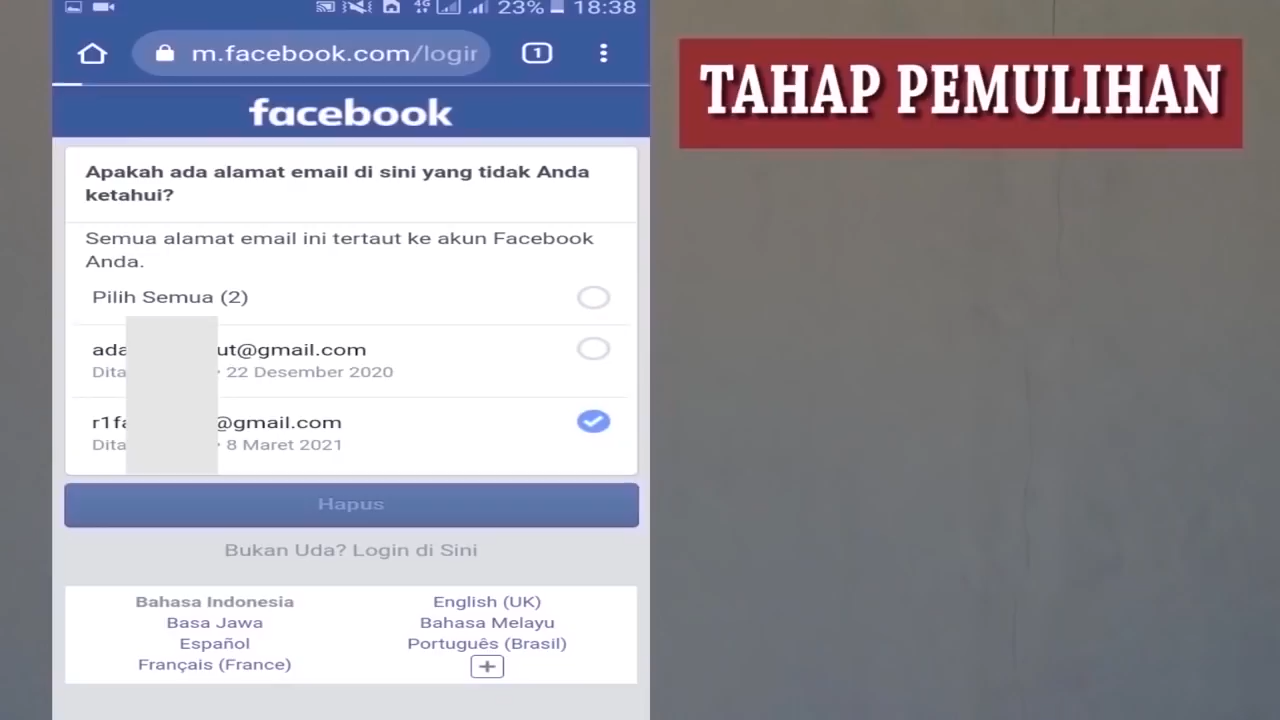 4G 23% 18:38
m.facebook.com/login
1
TAHAP PEMULIHAN
facebook
Apakah ada alamat email di sini yang tidak Anda
ketahui?
Semua alamat email ini tertaut ke akun Facebook
Anda.
Pilih Semua (2)
ada ut@gmail.com
Dita · 22 Desember 2020
r1fa @gmail.com
Dita · 8 Maret 2021
Hapus
Bukan Uda? Login di Sini
Bahasa Indonesia
English (UK)
Basa Jawa
Bahasa Melayu
Español
Português (Brasil)
Français (France)
+